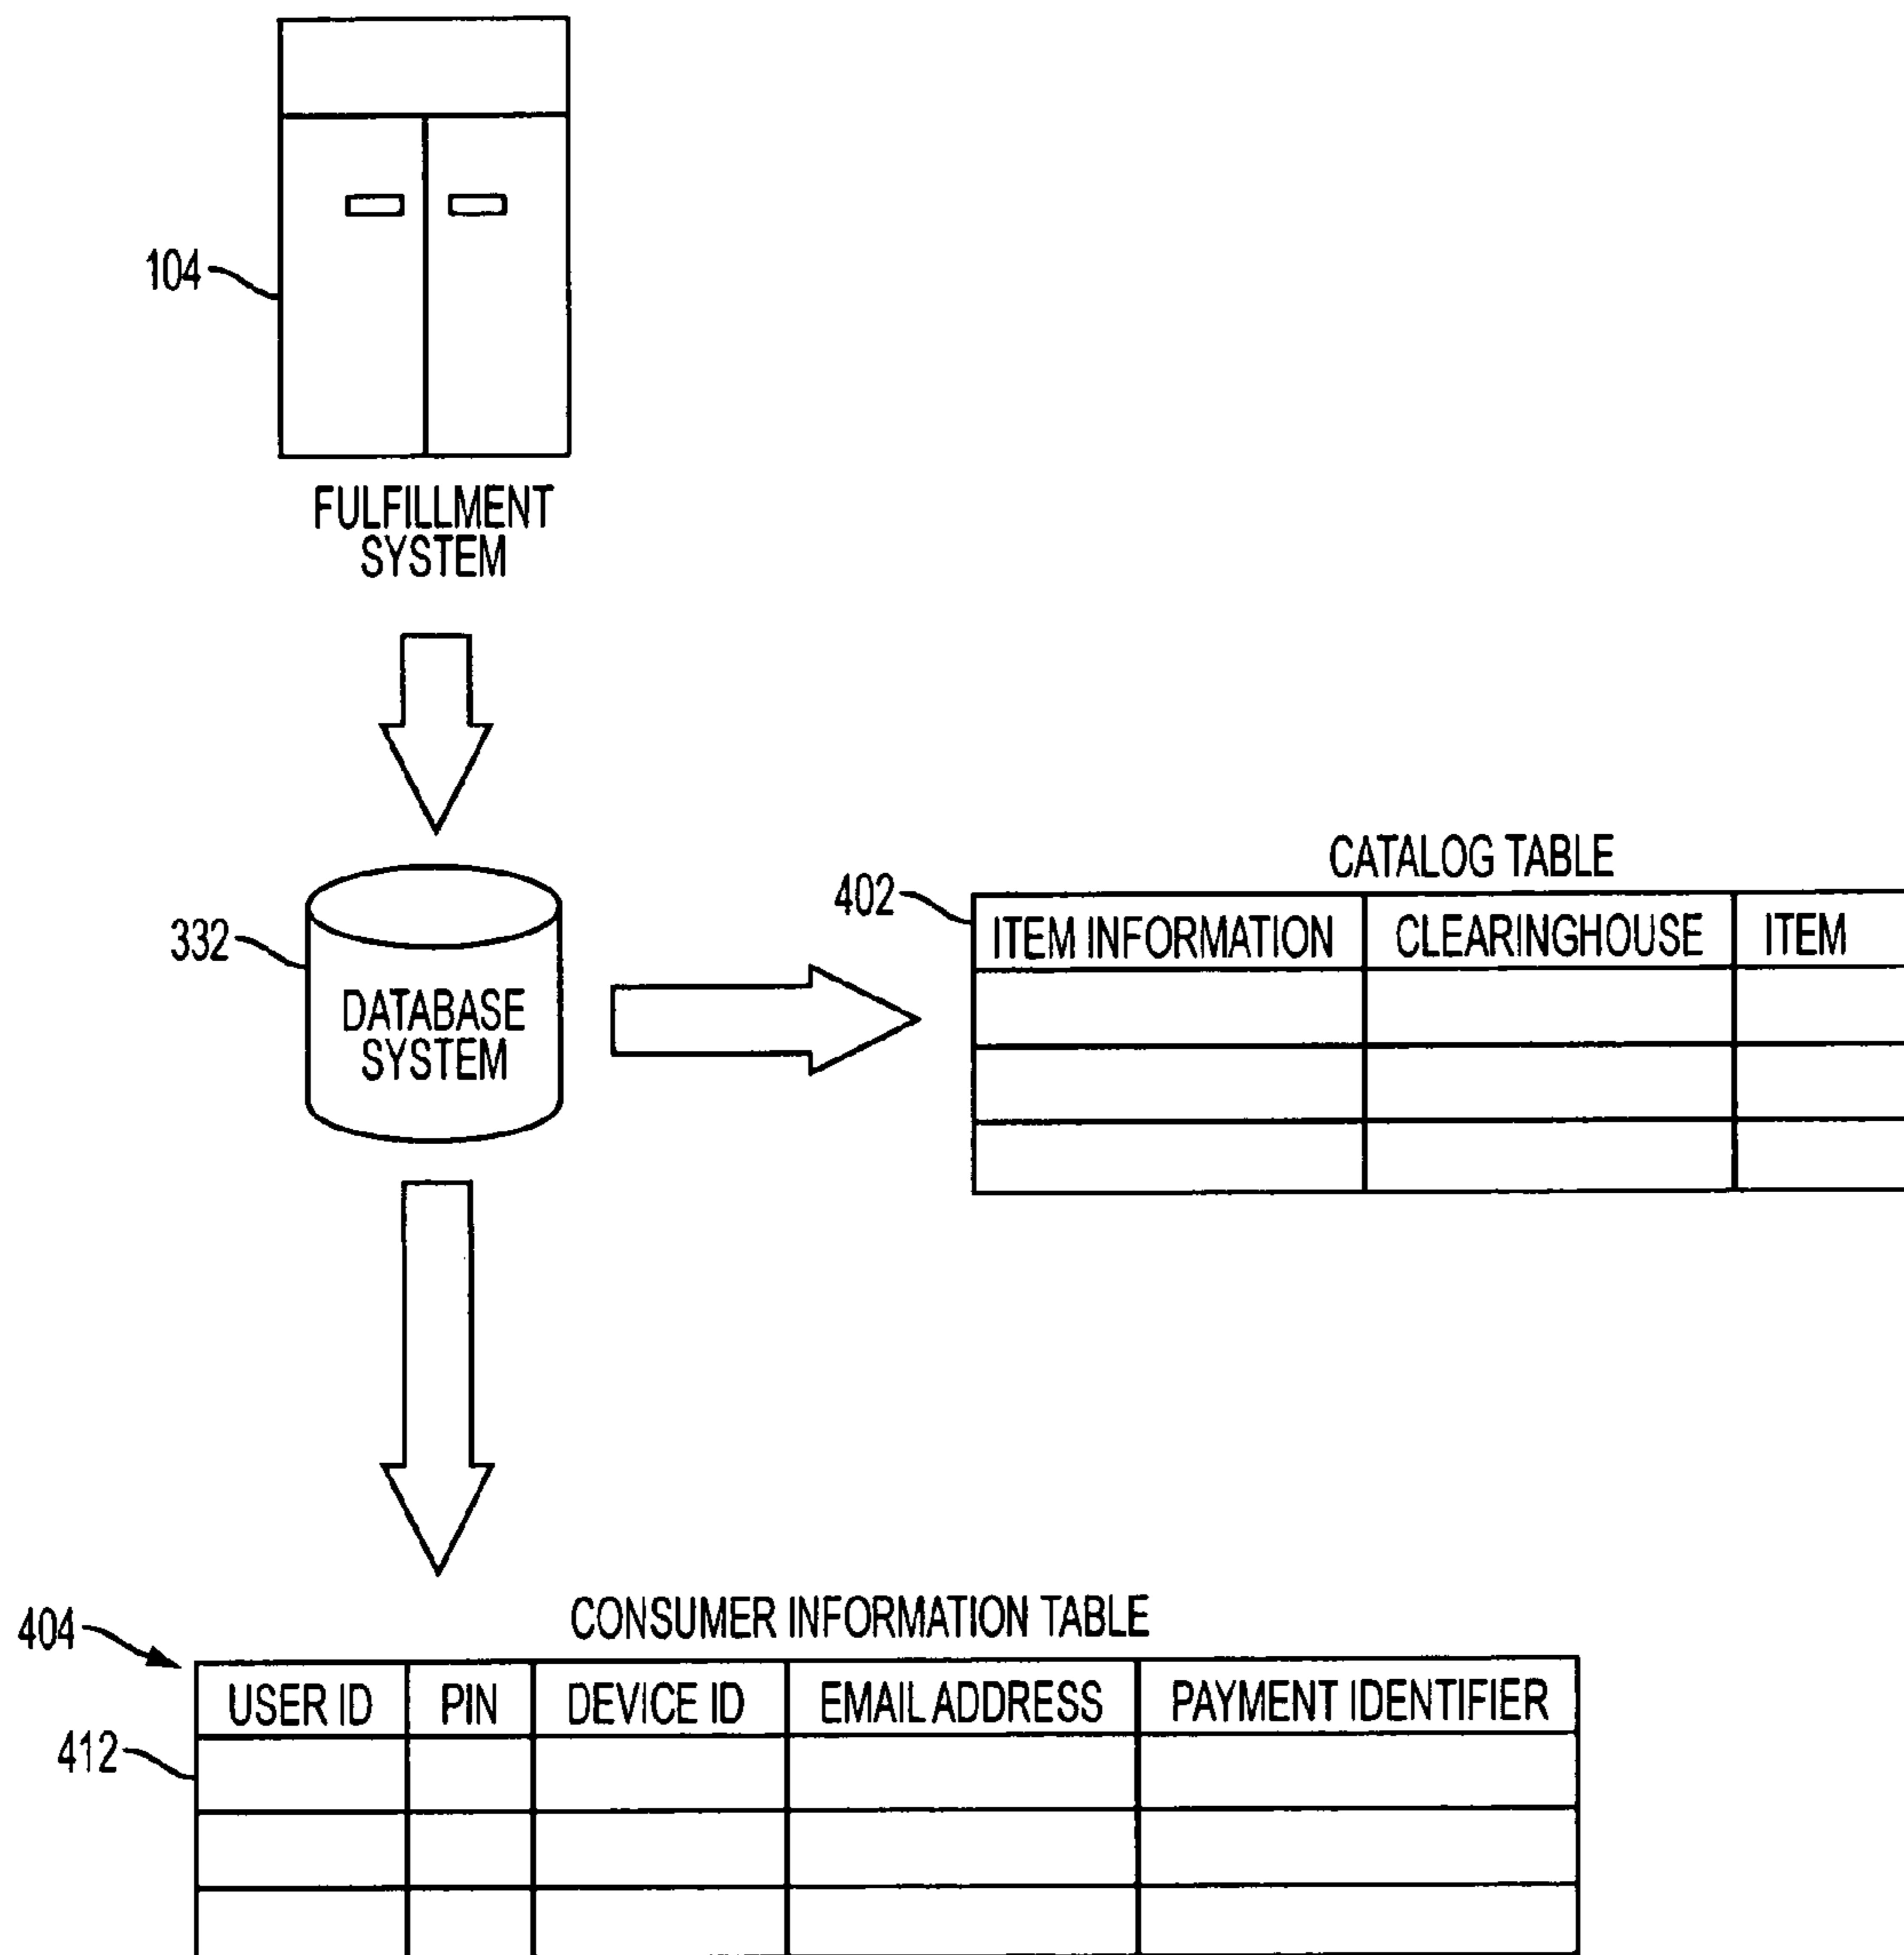 104
FULFILLMENT
SYSTEM
332
DATABASE
SYSTEM
CATALOG TABLE
402
ITEM INFORMATION CLEARINGHOUSE ITEM
CONSUMER INFORMATION TABLE
404
USER ID PIN DEVICE ID EMAIL ADDRESS PAYMENT IDENTIFIER
412